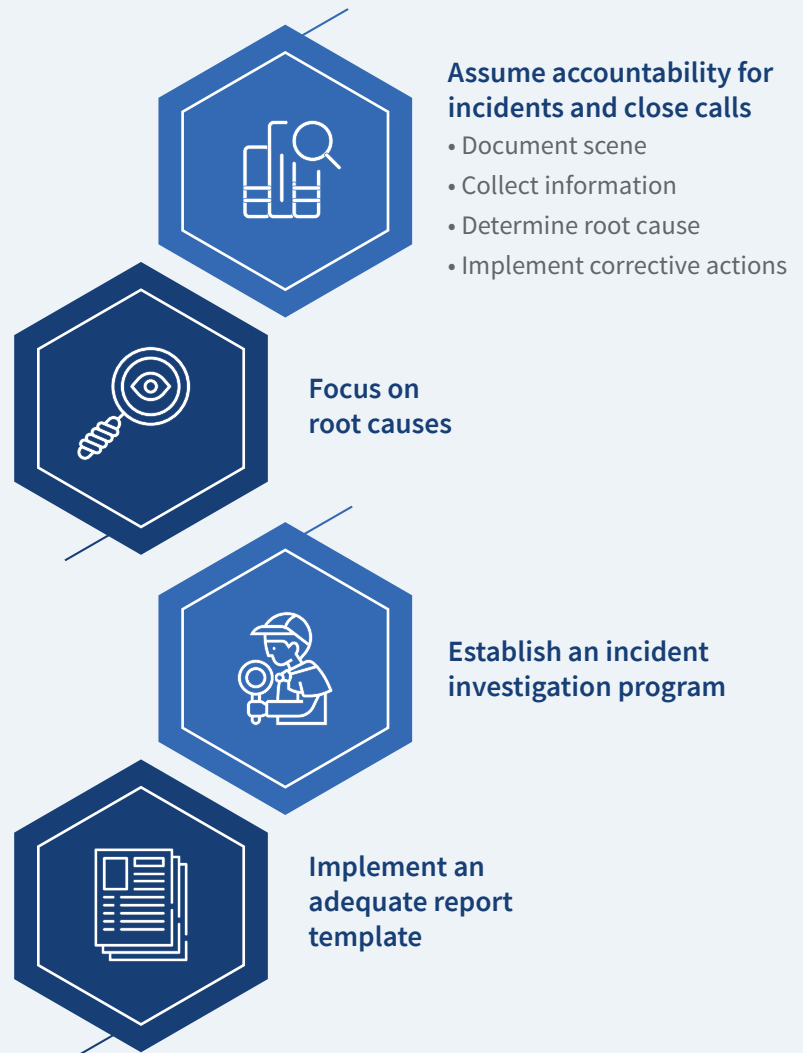 Assume accountability for
incidents and close calls
• Document scene
• Collect information
• Determine root cause
• Implement corrective actions
Focus on
root causes
Establish an incident
investigation program
Implement an
adequate report
template